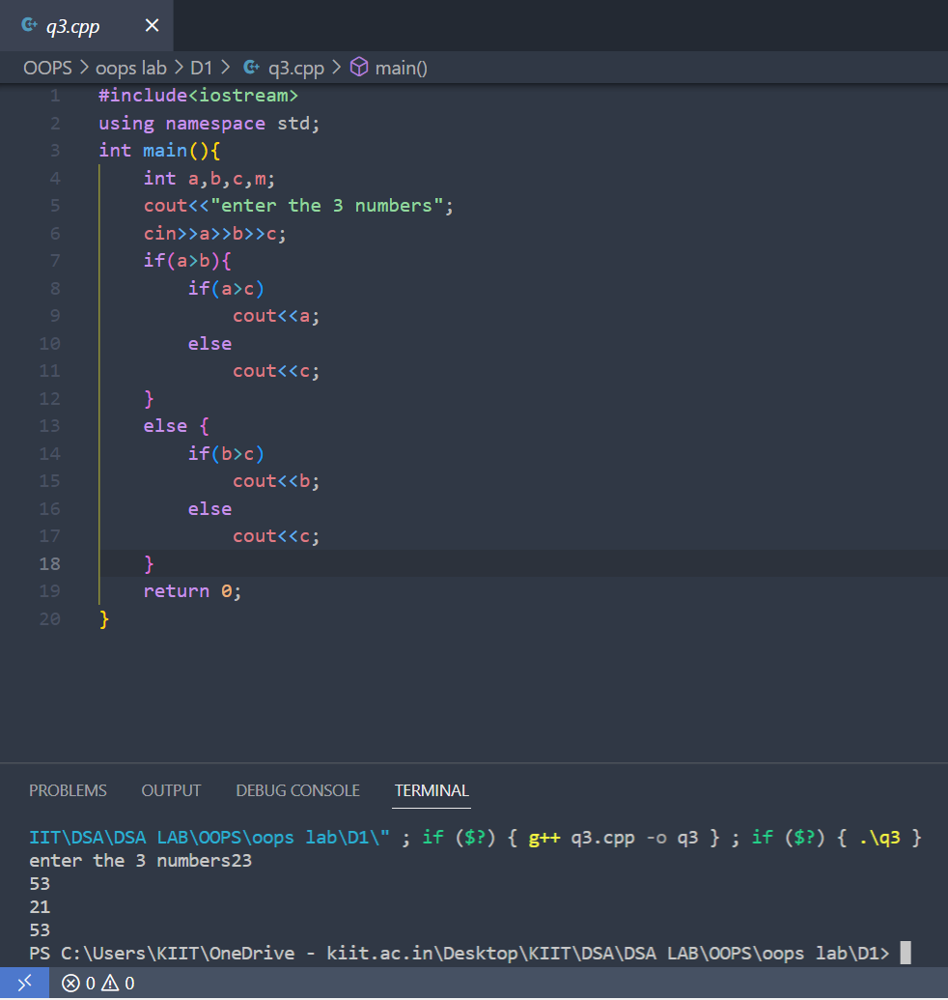 q3.cpp
OOPS > oops lab > D1 > q3.cpp > main()
1 #include<iostream>
2 using namespace std;
3 int main(){
4     int a,b,c,m;
5     cout<<"enter the 3 numbers";
6     cin>>a>>b>>c;
7     if(a>b){
8         if(a>c)
9             cout<<a;
10         else
11             cout<<c;
12     }
13     else {
14         if(b>c)
15             cout<<b;
16         else
17             cout<<c;
18     }
19     return 0;
20 }
PROBLEMS OUTPUT DEBUG CONSOLE TERMINAL
IIT\DSA\DSA LAB\OOPS\oops lab\D1\" ; if ($?) { g++ q3.cpp -o q3 } ; if ($?) { .\q3 }
enter the 3 numbers23
53
21
53
PS C:\Users\KIIT\OneDrive - kiit.ac.in\Desktop\KIIT\DSA\DSA LAB\OOPS\oops lab\D1>
0 0